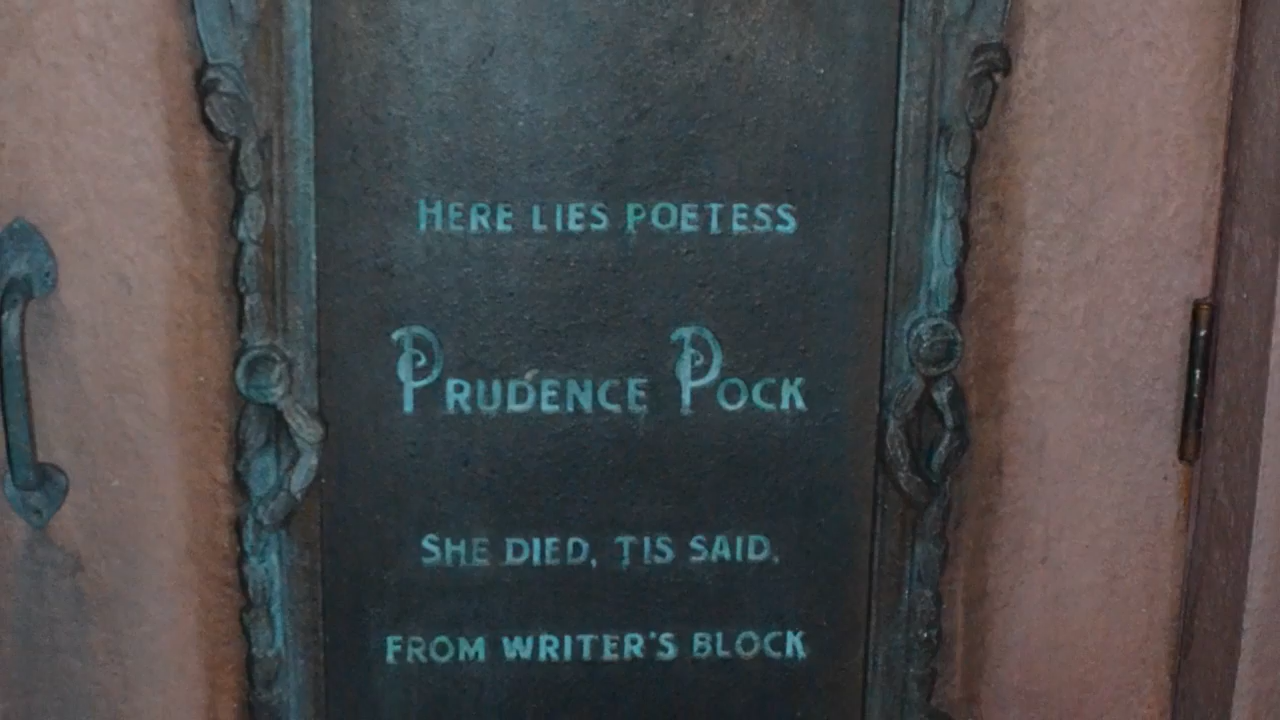 HERE LIES POETESS
PRUDENCE POCK
SHE DIED, TIS SAID,
FROM WRITER'S BLOCK